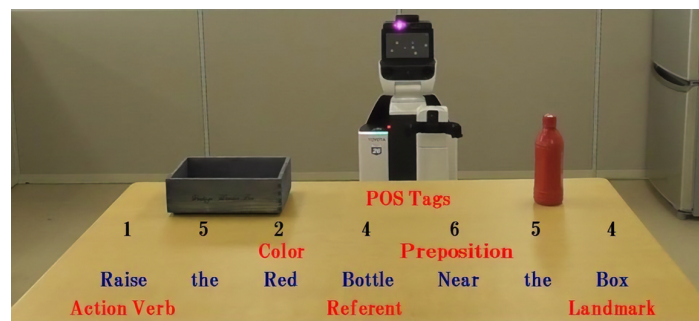 POS Tags
1 5 2 4 6 5 4
Color Preposition
Raise the Red Bottle Near the Box
Action Verb Referent Landmark